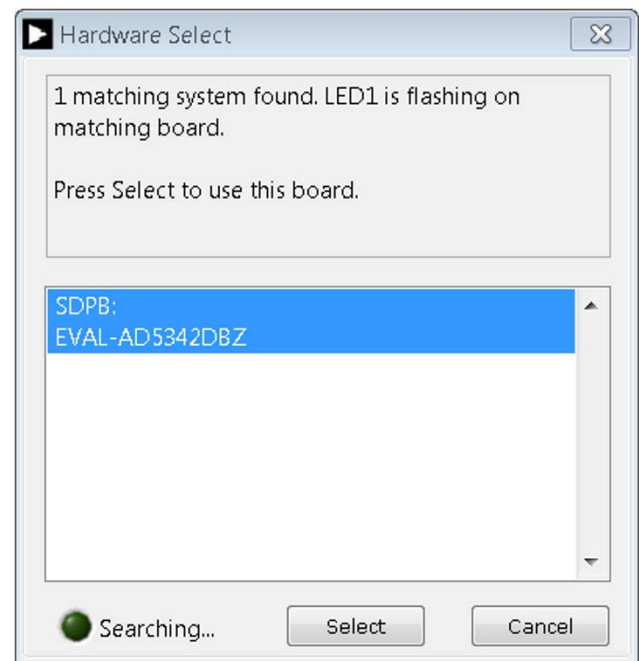 Hardware Select
1 matching system found. LED1 is flashing on
matching board.
Press Select to use this board.
SDPB:
EVAL-AD5342DBZ
Searching...
Select
Cancel